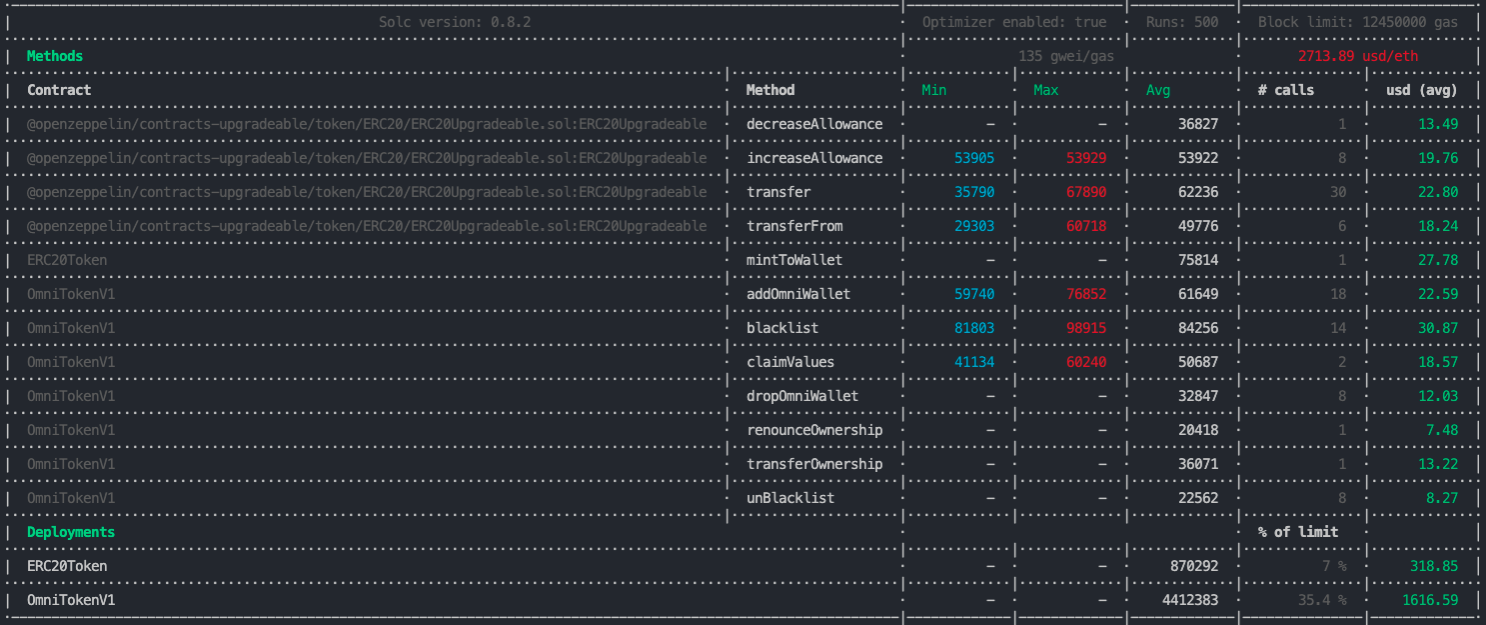 Solc version: 0.8.2 Optimizer enabled: true Runs: 500 Block limit: 12450000 gas
Methods 135 gwei/gas 2713.89 usd/eth
Contract Method Min Max Avg # calls usd (avg)
@openzeppelin/contracts-upgradeable/token/ERC20/ERC20Upgradeable.sol:ERC20Upgradeable decreaseAllowance - - 36827 1 13.49
@openzeppelin/contracts-upgradeable/token/ERC20/ERC20Upgradeable.sol:ERC20Upgradeable increaseAllowance 53905 53929 53922 8 19.76
@openzeppelin/contracts-upgradeable/token/ERC20/ERC20Upgradeable.sol:ERC20Upgradeable transfer 35790 67890 62236 30 22.80
@openzeppelin/contracts-upgradeable/token/ERC20/ERC20Upgradeable.sol:ERC20Upgradeable transferFrom 29303 60718 49776 6 18.24
ERC20Token mintToWallet - - 75814 1 27.78
OmniTokenV1 addOmniWallet 59740 76852 61649 18 22.59
OmniTokenV1 blacklist 81803 98915 84256 14 30.87
OmniTokenV1 claimValues 41134 60240 50687 2 18.57
OmniTokenV1 dropOmniWallet - - 32847 8 12.03
OmniTokenV1 renounceOwnership - - 20418 1 7.48
OmniTokenV1 transferOwnership - - 36071 1 13.22
OmniTokenV1 unBlacklist - - 22562 8 8.27
Deployments % of limit
ERC20Token - - 870292 7 % 318.85
OmniTokenV1 - - 4412383 35.4 % 1616.59